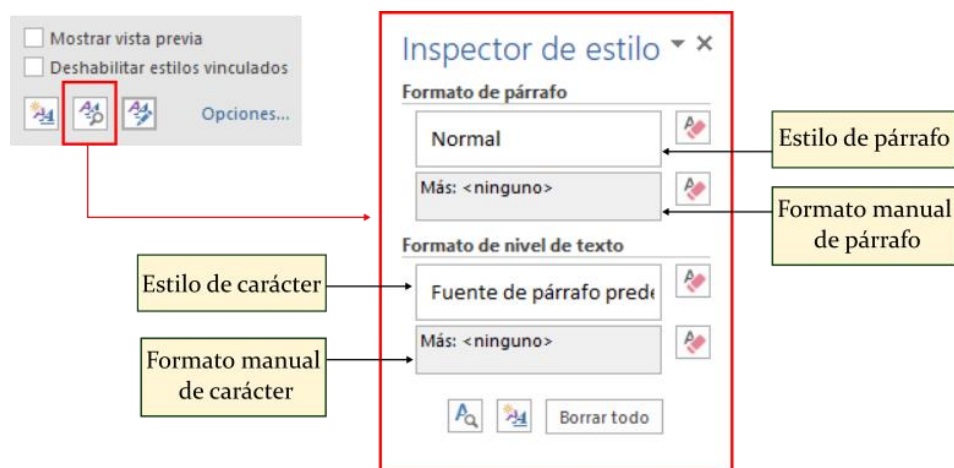 Mostrar vista previa
Deshabilitar estilos vinculados
Opciones...
Inspector de estilo
Formato de párrafo
Normal
Más: <ninguno>
Formato de nivel de texto
Fuente de párrafo prede
Más: <ninguno>
Borrar todo
Estilo de párrafo
Formato manual
de párrafo
Estilo de carácter
Formato manual
de carácter